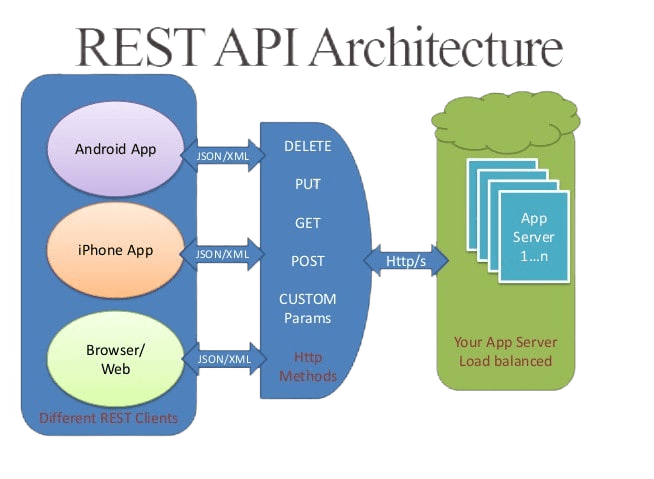 REST API Architecture
Android App
iPhone App
Browser/
Web
Different REST Clients
JSON/XML
JSON/XML
JSON/XML
DELETE
PUT
GET
POST
CUSTOM
Params
Http
Methods
Http/s
App
Server
1...n
Your App Server
Load balanced